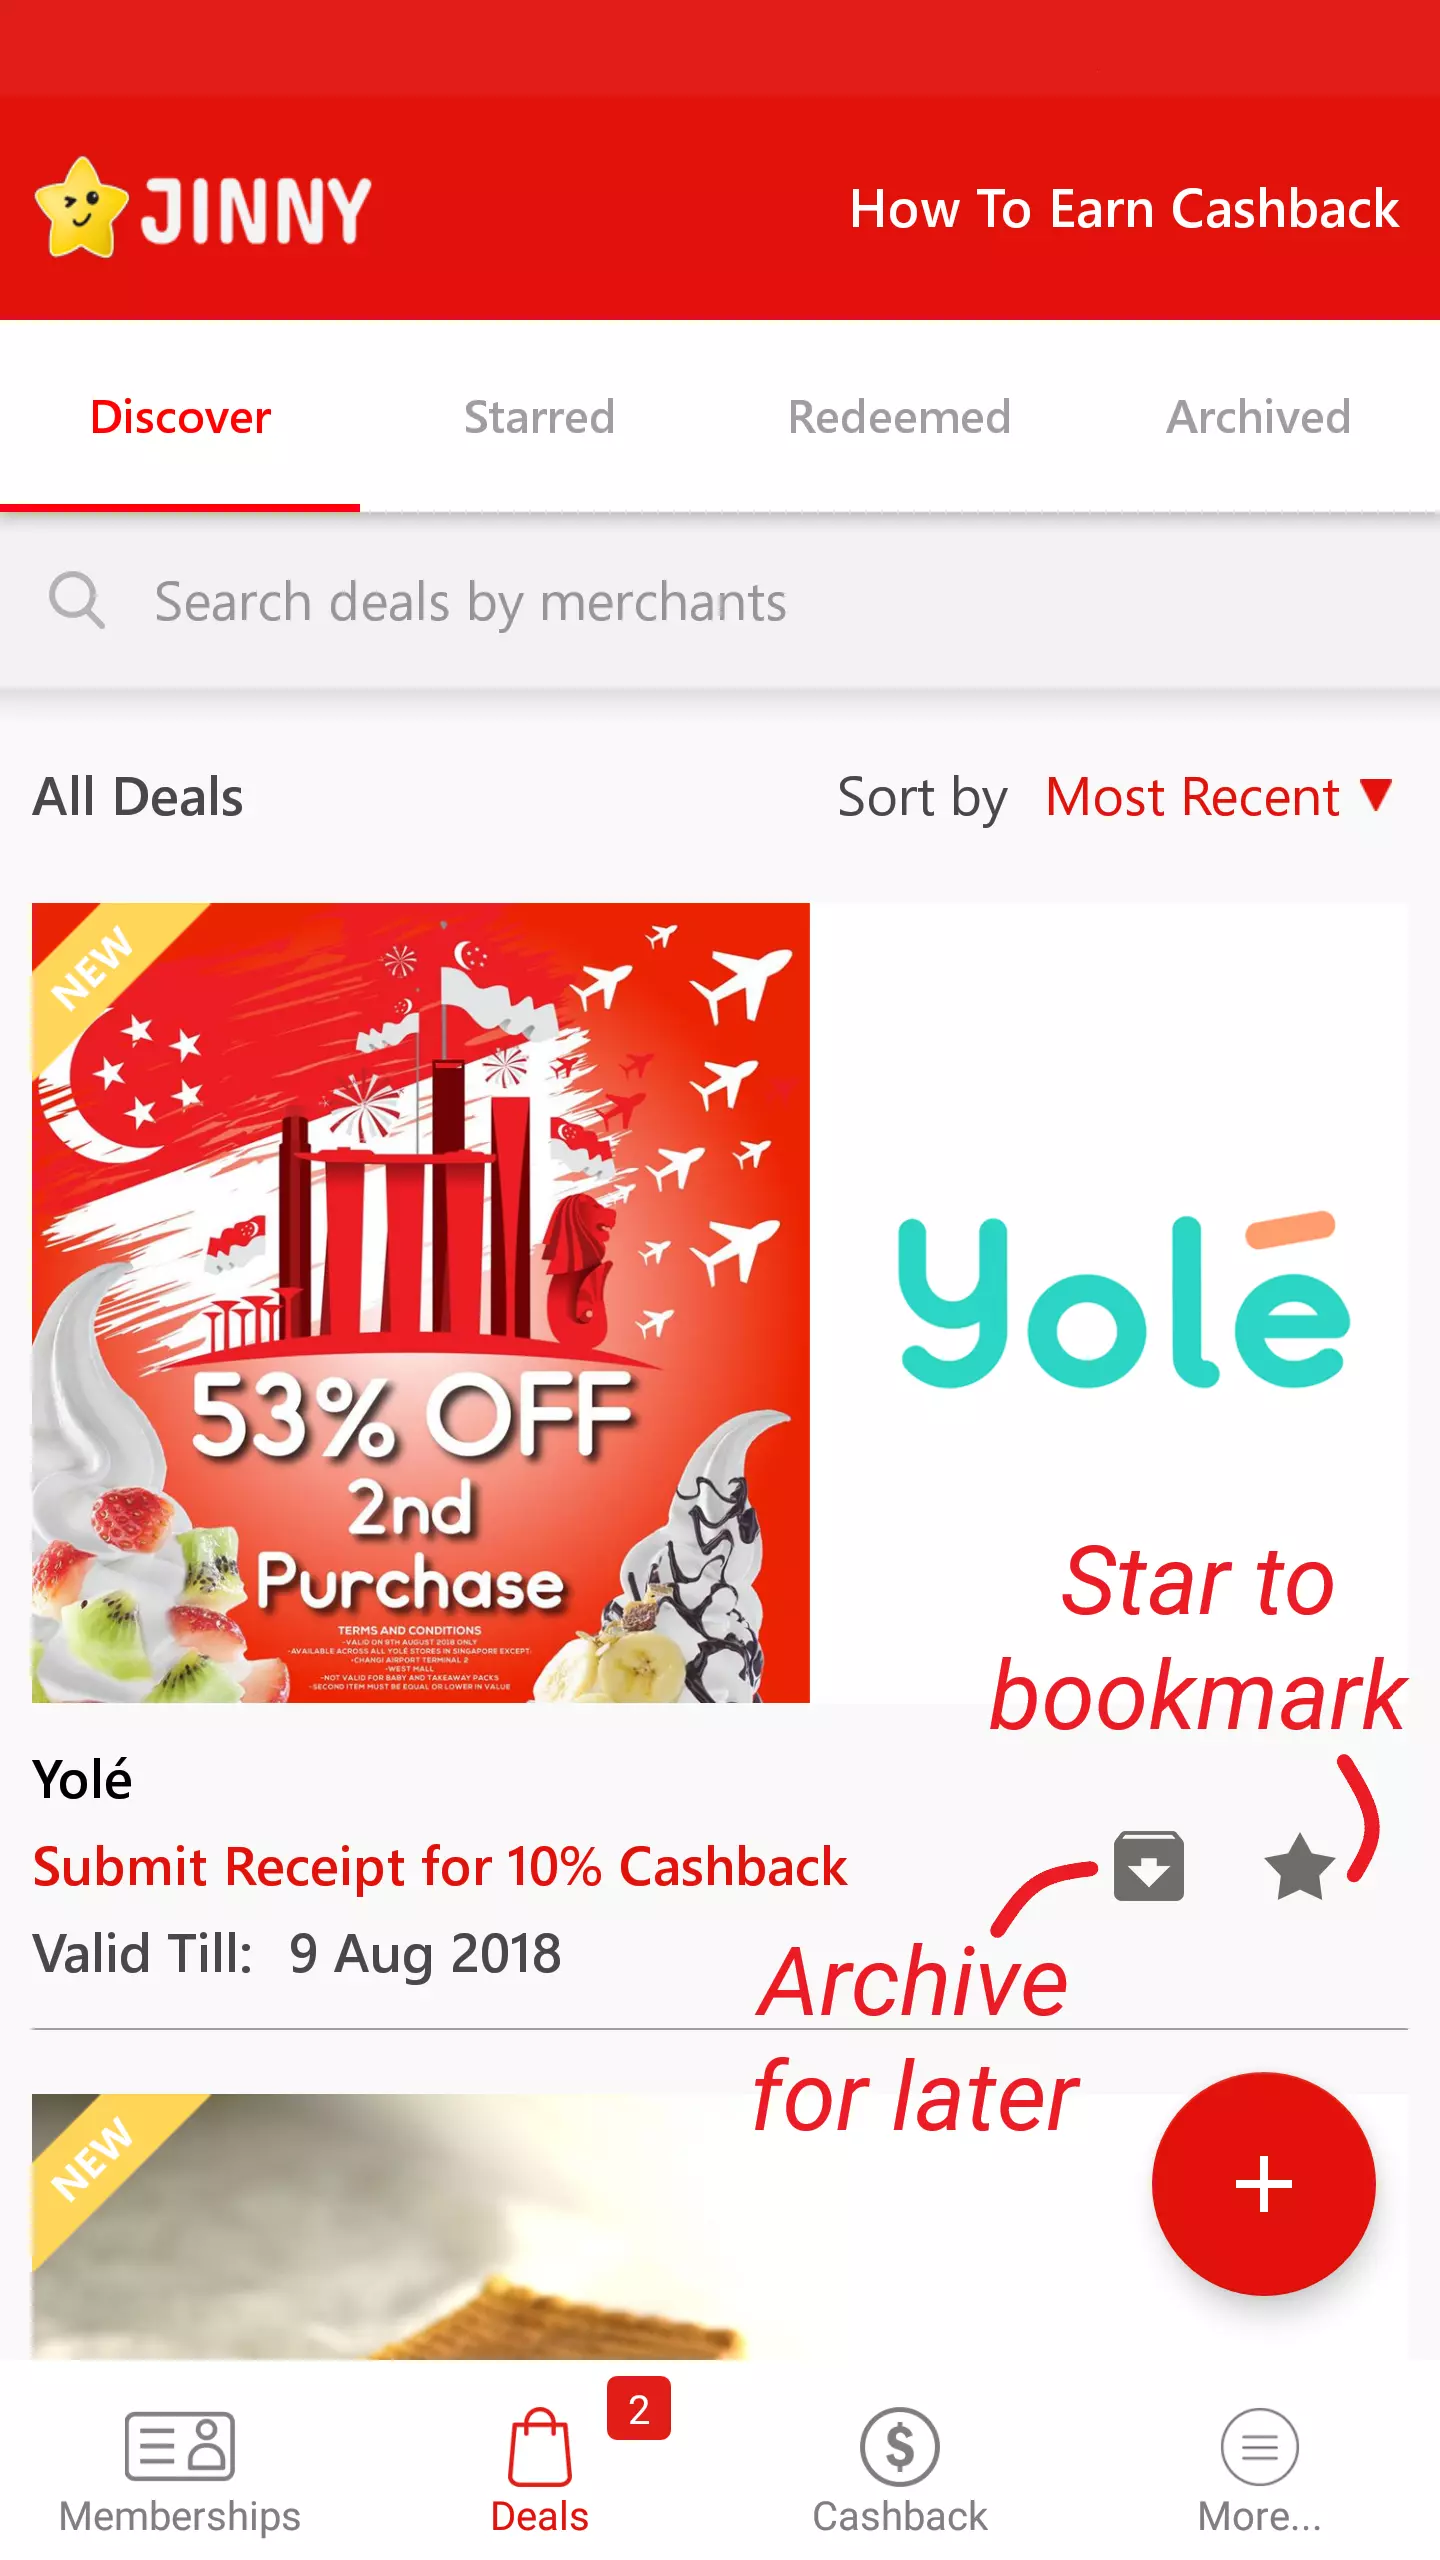 JINNY
How To Earn Cashback
Discover
Starred
Redeemed
Archived
Search deals by merchants
All Deals
Sort by Most Recent
NEW
53% OFF
2nd
Purchase
TERMS AND CONDITIONS
-VALID ON 9TH AUGUST 2018 ONLY
-AVAILABLE ACROSS ALL YOLÉ STORES IN SINGAPORE EXCEPT:
-CHANGI AIRPORT TERMINAL 2
-WEST MALL
-NOT VALID FOR BABY AND TAKEAWAY PACKS
-SECOND ITEM MUST BE EQUAL OR LOWER IN VALUE
yolé
Star to
bookmark
Yolé
Submit Receipt for 10% Cashback
Valid Till: 9 Aug 2018
Archive
for later
NEW
+
2
Memberships
Deals
Cashback
More...